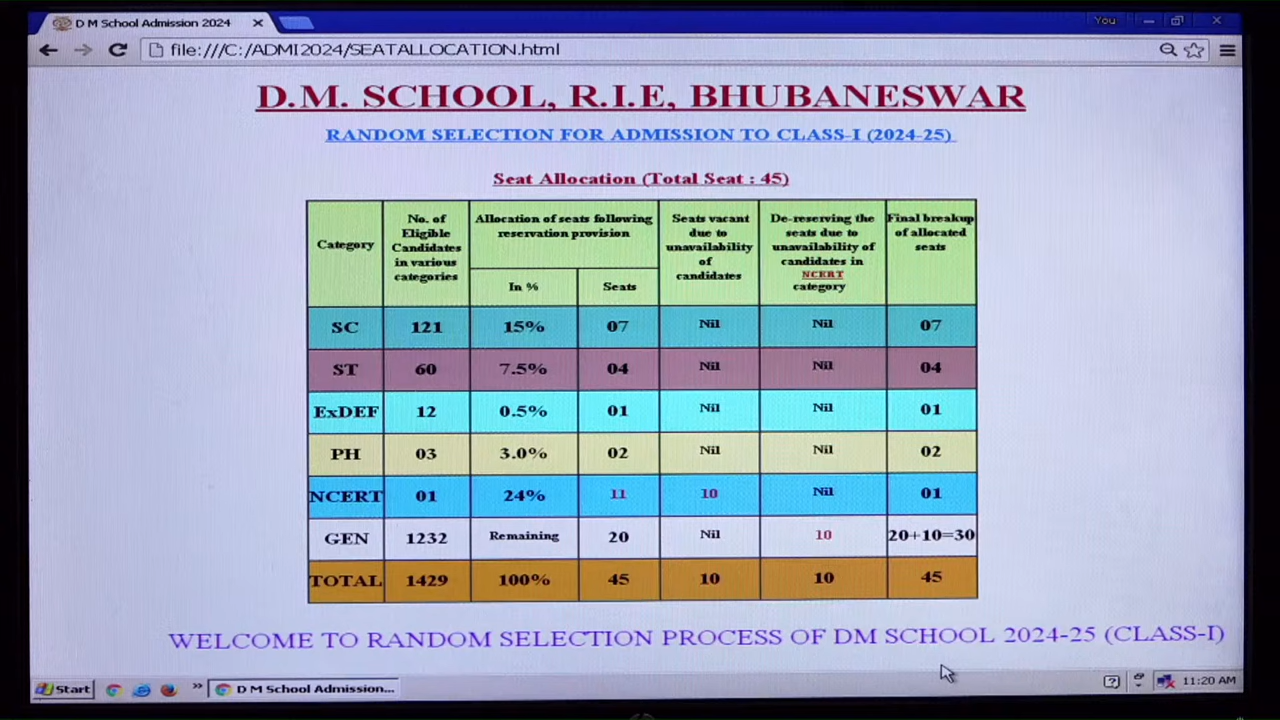 D M School Admission 2024
You
file:///C:/ADMI2024/SEATALLOCATION.html
D.M. SCHOOL, R.I.E, BHUBANESWAR
RANDOM SELECTION FOR ADMISSION TO CLASS-I (2024-25)
Seat Allocation (Total Seat : 45)
Category
No. of
Eligible
Candidates
in various
categories
Allocation of seats following
reservation provision
In %
Seats
Seats vacant
due to
unavailability
of
candidates
De-reserving the
seats due to
unavailability of
candidates in
NCERT
category
Final breakup
of allocated
seats
SC 121 15% 07 Nil Nil 07
ST 60 7.5% 04 Nil Nil 04
ExDEF 12 0.5% 01 Nil Nil 01
PH 03 3.0% 02 Nil Nil 02
NCERT 01 24% 11 10 Nil 01
GEN 1232 Remaining 20 Nil 10 20+10=30
TOTAL 1429 100% 45 10 10 45
WELCOME TO RANDOM SELECTION PROCESS OF DM SCHOOL 2024-25 (CLASS-I)
Start
D M School Admission...
11:20 AM